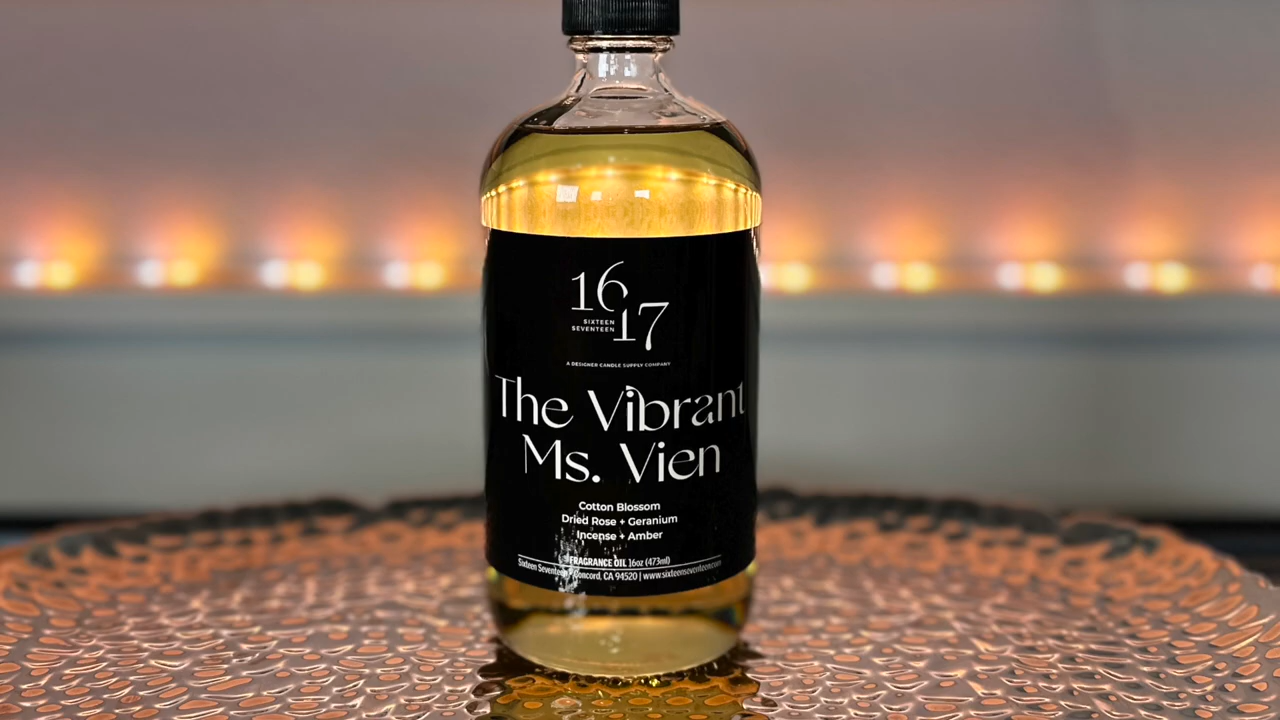 16
SIXTEEN
SEVENTEEN
17
A DESIGNER CANDLE SUPPLY COMPANY
The Vibrant
Ms. Vien
Cotton Blossom
Dried Rose + Geranium
Incense + Amber
FRAGRANCE OIL 16oz (473ml)
Sixteen Seventeen Concord, CA 94520 | www.sixteenseventeen.com